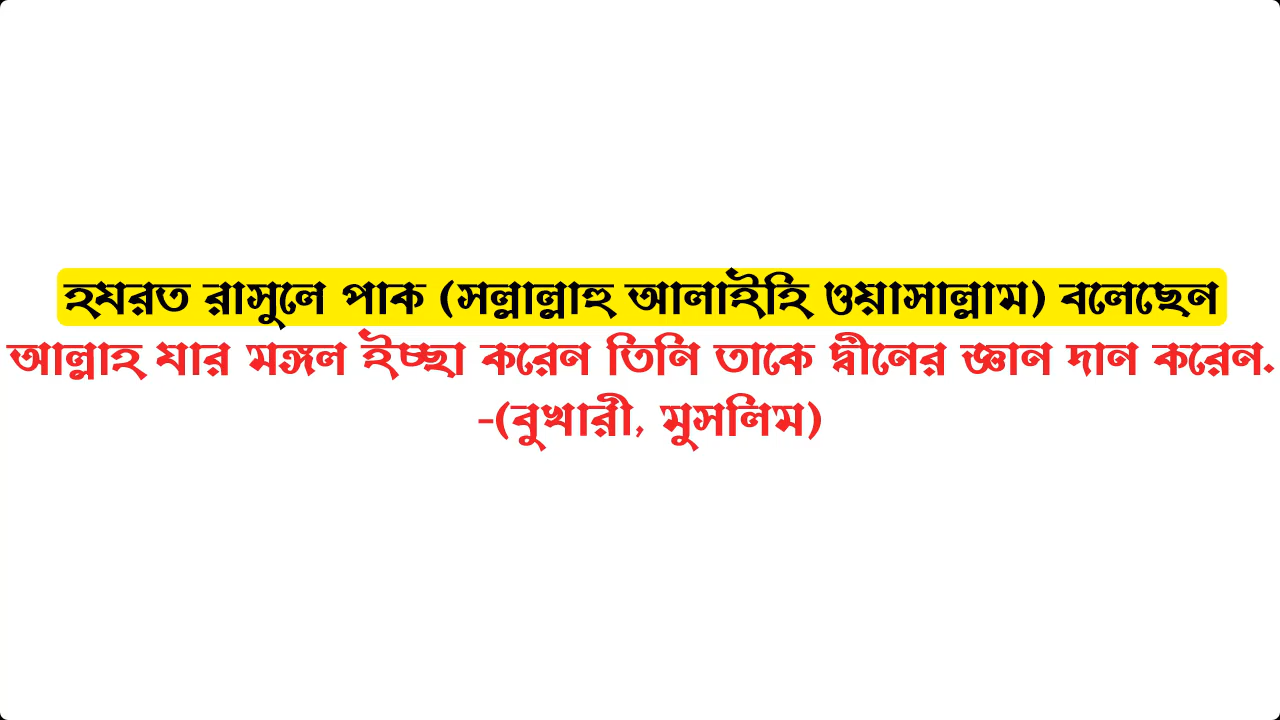 হযরত রাসুলে পাক (সল্লাল্লাহু আলাইহি ওয়াসাল্লাম) বলেছেন
আল্লাহ যার মঙ্গল ইচ্ছা করেন তিনি তাকে দ্বীনের জ্ঞান দান করেন.
-(বুখারী, মুসলিম)